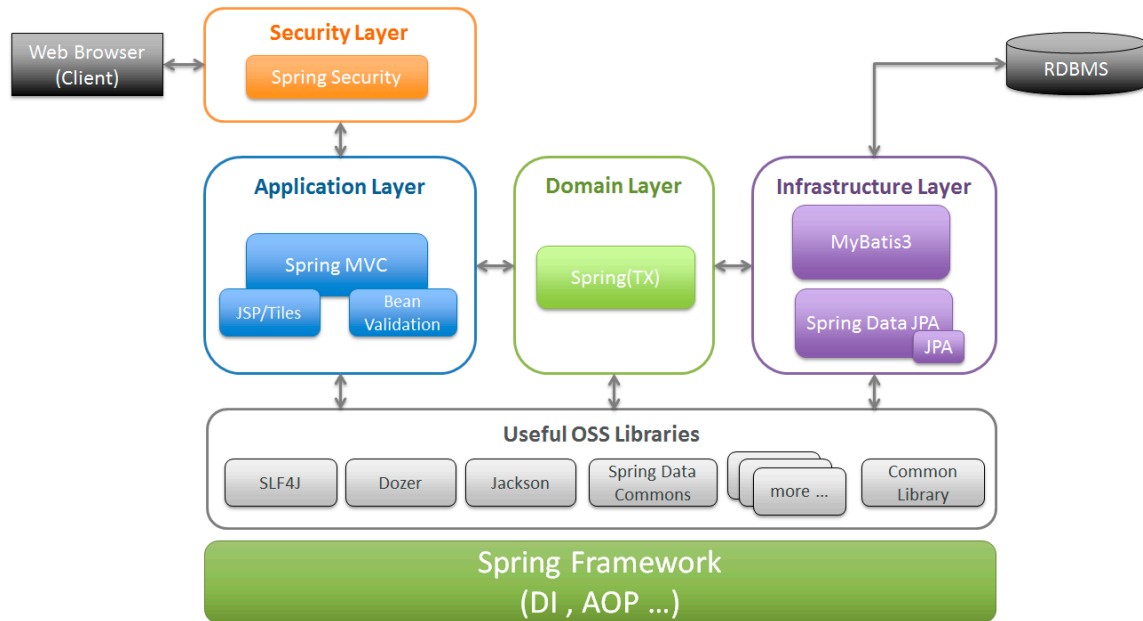 Web Browser
(Client)
Security Layer
Spring Security
RDBMS
Application Layer
Spring MVC
JSP/Tiles
Bean
Validation
Domain Layer
Spring(TX)
Infrastructure Layer
MyBatis3
Spring Data JPA
JPA
Useful OSS Libraries
SLF4J
Dozer
Jackson
Spring Data
Commons
more ...
Common
Library
Spring Framework
(DI , AOP ...)